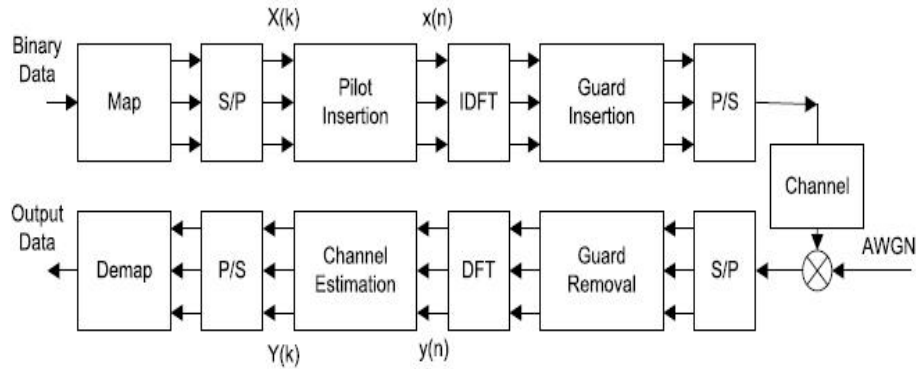 X(k)
x(n)
Binary
Data
Map
S/P
Pilot
Insertion
IDFT
Guard
Insertion
P/S
Channel
AWGN
Output
Data
Demap
P/S
Channel
Estimation
DFT
Guard
Removal
S/P
Y(k)
y(n)